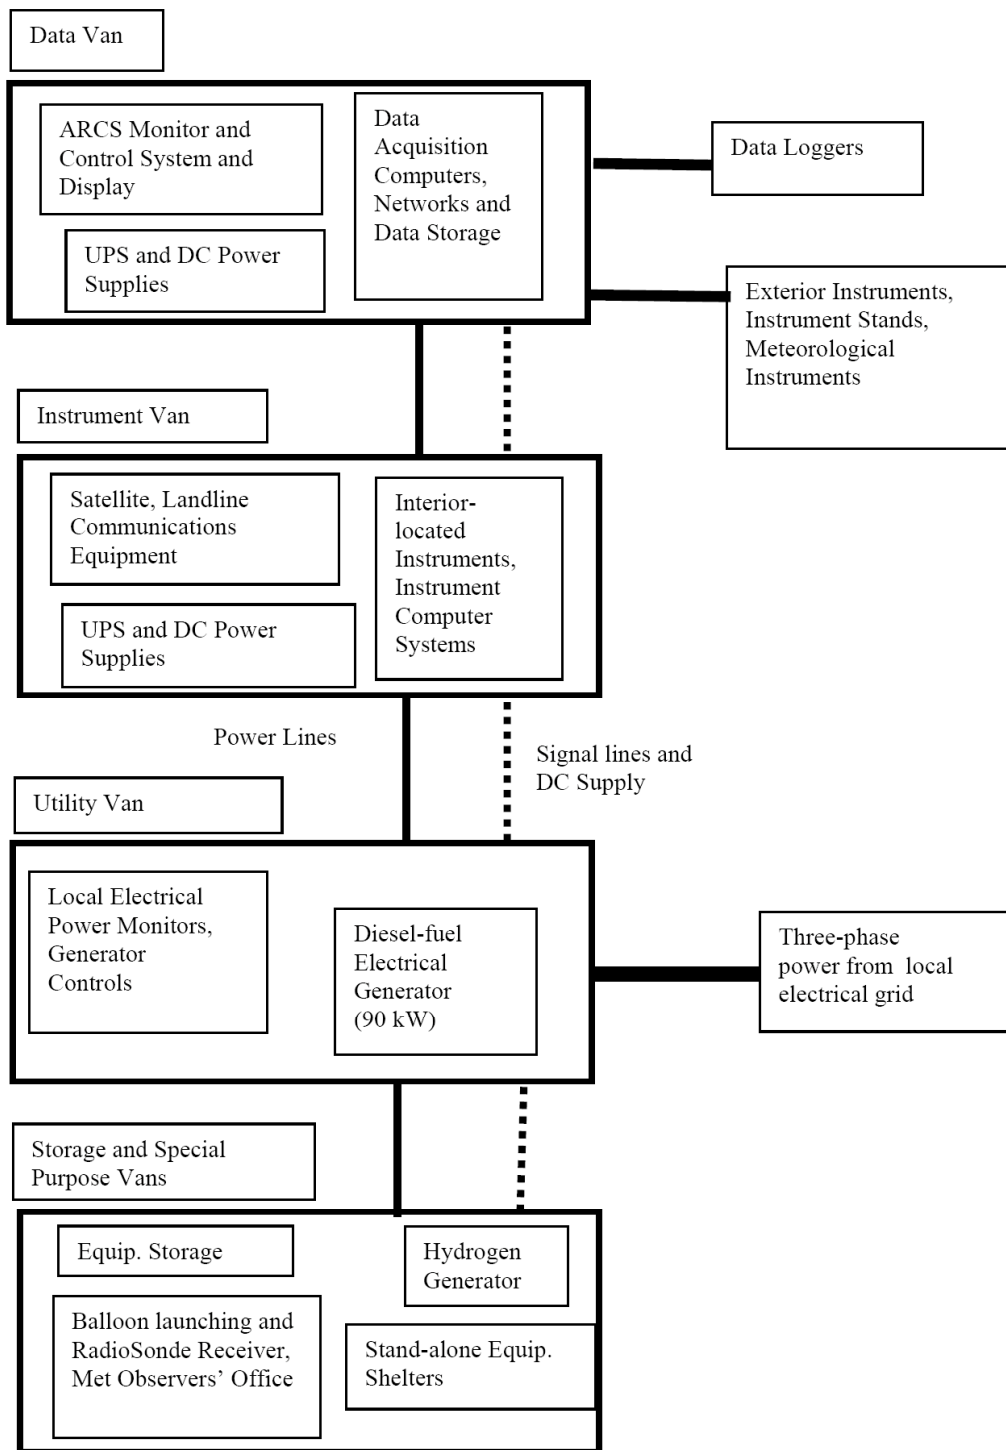 Data Van
ARCS Monitor and
Control System and
Display
Data
Acquisition
Computers,
Networks and
Data Storage
UPS and DC Power
Supplies
Data Loggers
Exterior Instruments,
Instrument Stands,
Meteorological
Instruments
Instrument Van
Satellite, Landline
Communications
Equipment
Interior-
located
Instruments,
Instrument
Computer
Systems
UPS and DC Power
Supplies
Power Lines
Signal lines and
DC Supply
Utility Van
Local Electrical
Power Monitors,
Generator
Controls
Diesel-fuel
Electrical
Generator
(90 kW)
Three-phase
power from local
electrical grid
Storage and Special
Purpose Vans
Equip. Storage
Hydrogen
Generator
Balloon launching and
RadioSonde Receiver,
Met Observers’ Office
Stand-alone Equip.
Shelters